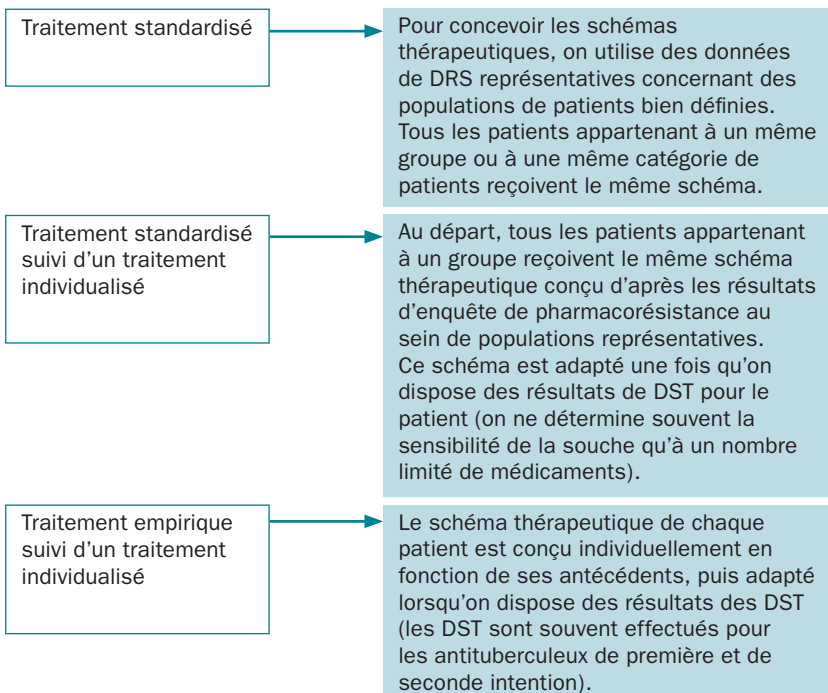 Traitement standardisé
Pour concevoir les schémas
thérapeutiques, on utilise des données
de DRS représentatives concernant des
populations de patients bien définies.
Tous les patients appartenant à un même
groupe ou à une même catégorie de
patients reçoivent le même schéma.
Traitement standardisé
suivi d'un traitement
individualisé
Au départ, tous les patients appartenant
à un groupe reçoivent le même schéma
thérapeutique conçu d'après les résultats
d'enquête de pharmacorésistance au
sein de populations représentatives.
Ce schéma est adapté une fois qu'on
dispose des résultats de DST pour le
patient (on ne détermine souvent la
sensibilité de la souche qu'à un nombre
limité de médicaments).
Traitement empirique
suivi d'un traitement
individualisé
Le schéma thérapeutique de chaque
patient est conçu individuellement en
fonction de ses antécédents, puis adapté
lorsqu'on dispose des résultats des DST
(les DST sont souvent effectués pour
les antituberculeux de première et de
seconde intention).